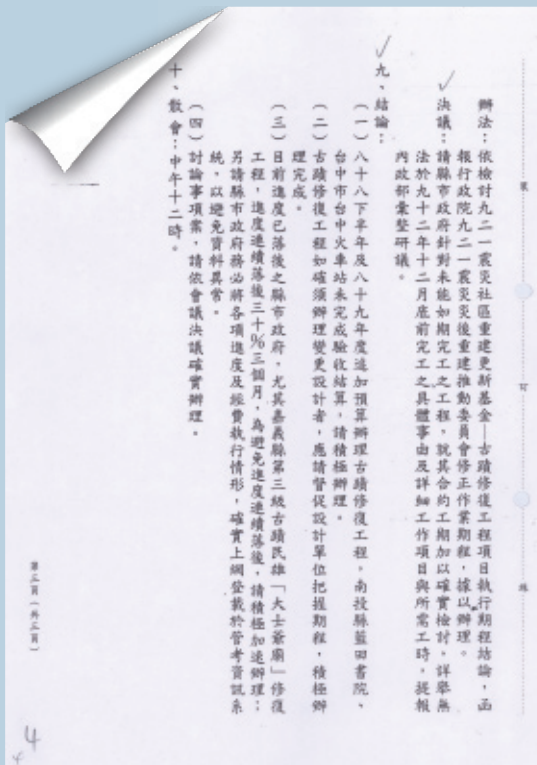 辦法：依檢討九二一震災社區重建更新基金—古蹟修復工程項目執行期程結論，函
報行政院九二一震災災後重建推動委員會修正作業期程，據以辦理。
決議：請縣市政府針對未能如期完工之工程，就其合約工期加以確實檢討，詳舉無
法於九十二年十二月底前完工之具體事由及詳細工作項目與所需工時，提報
內政部彙整研議。
九、結論：
（一）八十八下半年及八十九年度追加預算辦理古蹟修復工程，南投縣藍田書院、
台中市台中火車站未完成驗收結算，請積極辦理。
（二）古蹟修復工程如確須辦理變更設計者，應請督促設計單位把握期程，積極辦
理完成。
（三）目前進度已落後之縣市政府，尤其嘉義縣第三級古蹟民雄「大士爺廟」修復
工程，進度連續落後三十％三個月，為避免進度連續落後，請積極加速辦理；
另請縣市政府務必將各項進度及經費執行情形，確實上網登載於管考資訊系
統，以避免資料異常。
（四）討論事項案，請依會議決議確實辦理。
十、散會：中午十二時。
裝
訂
線
第三頁（共三頁）
4